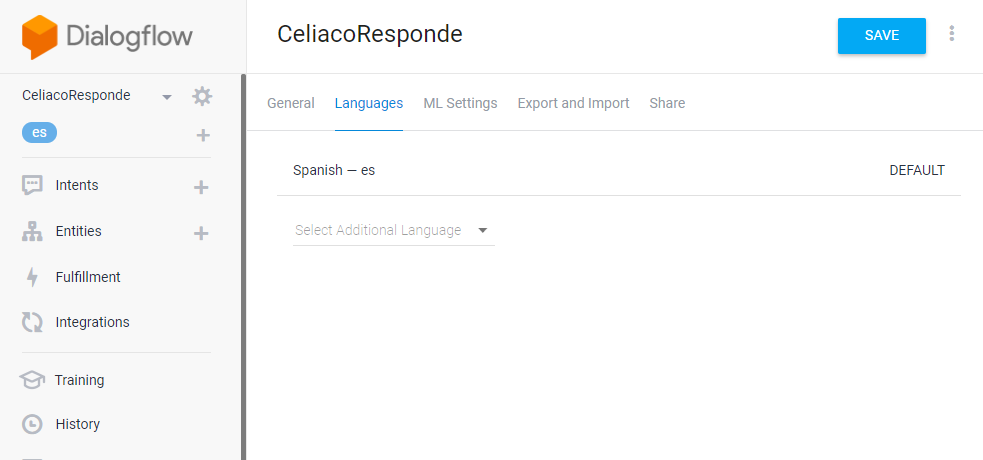 Dialogflow
CeliacoResponde
SAVE
CeliacoResponde
es
General Languages ML Settings Export and Import Share
Spanish — es
DEFAULT
Select Additional Language
Intents
Entities
Fulfillment
Integrations
Training
History